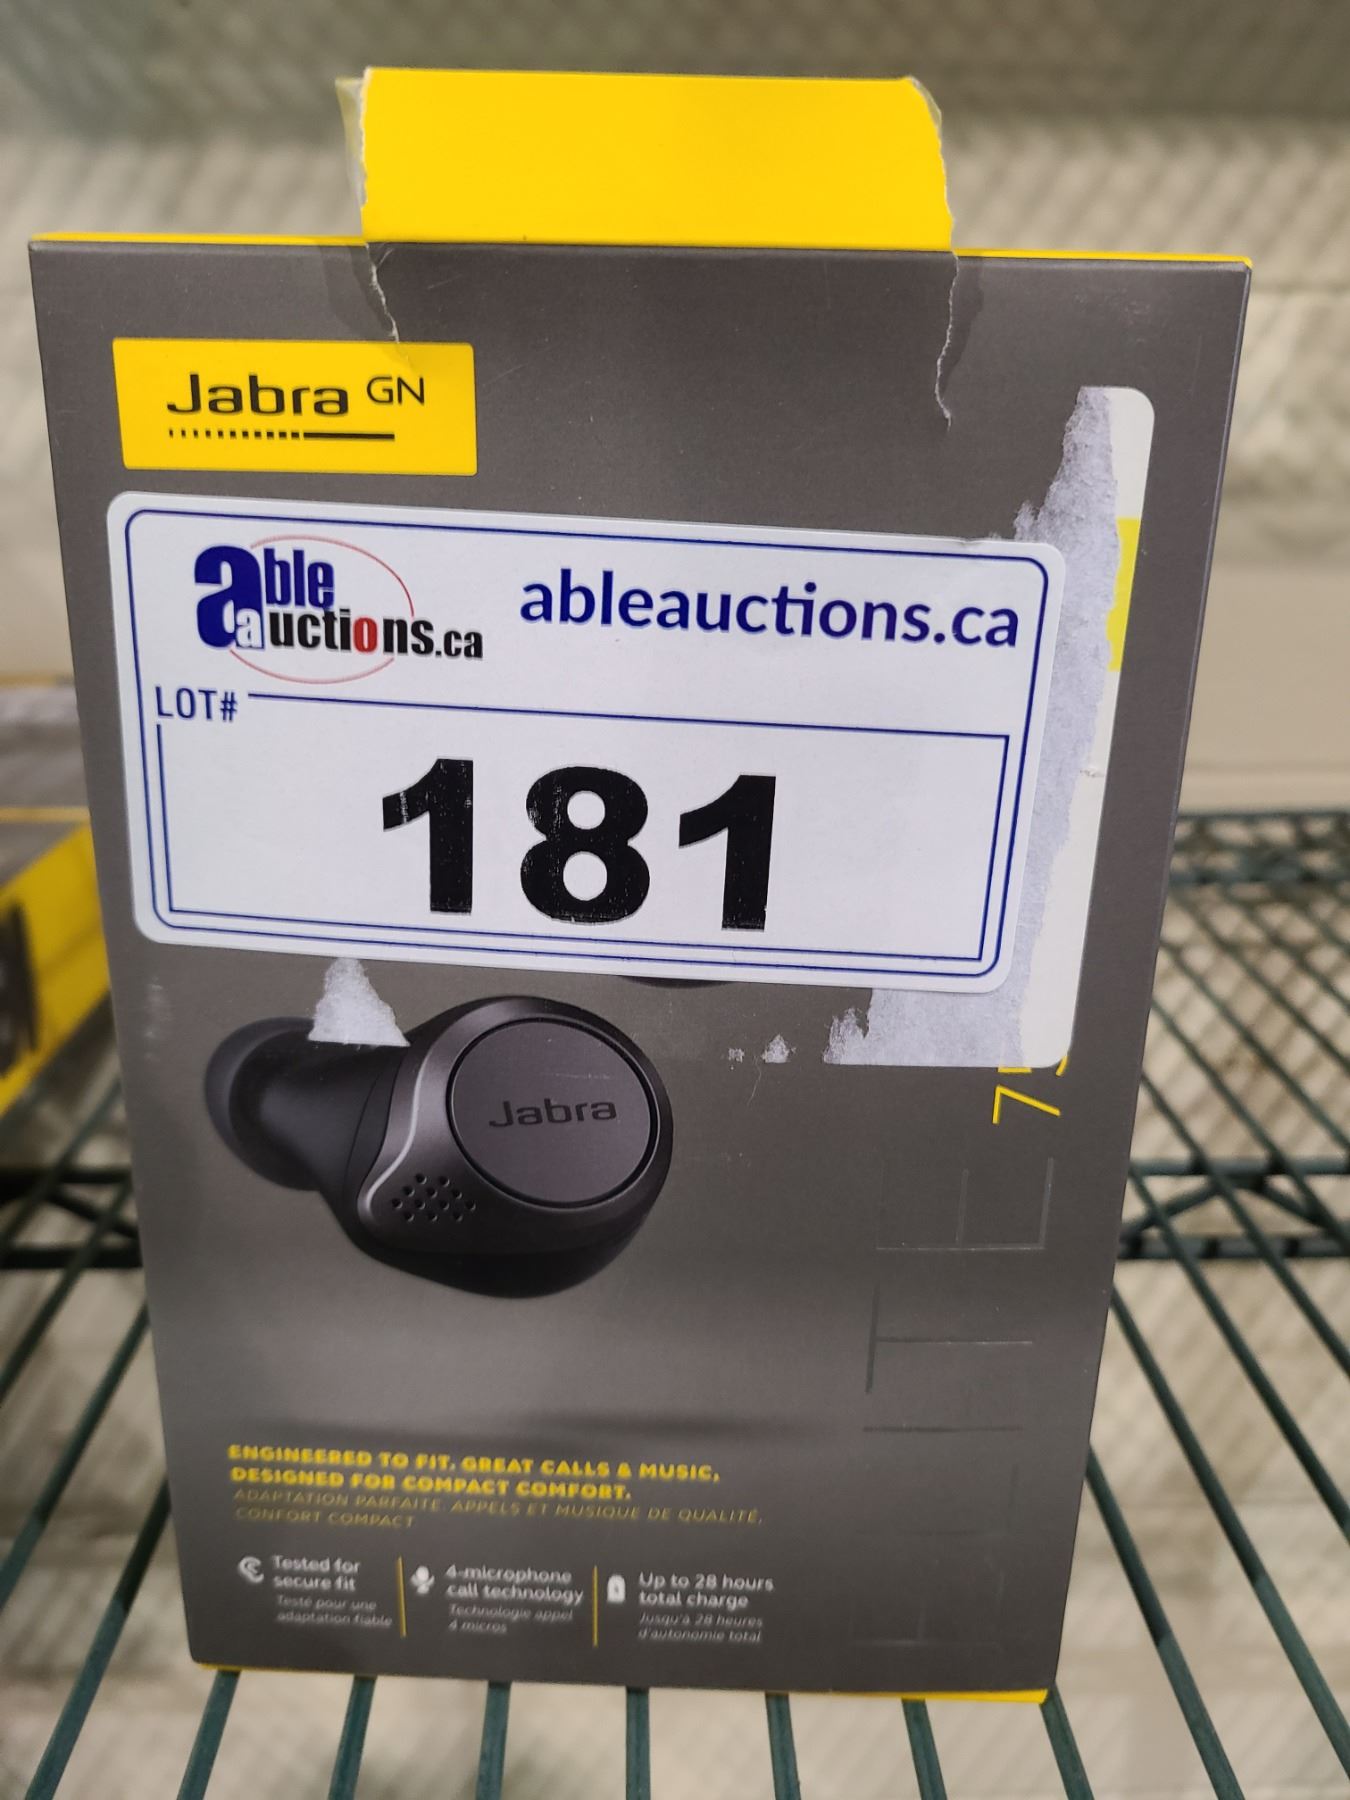 Jabra GN
able auctions.ca
ableauctions.ca
LOT#
181
Jabra
75
ELITE
ENGINEERED TO FIT. GREAT CALLS & MUSIC,
DESIGNED FOR COMPACT COMFORT.
ADAPTATION PARFAITE. APPELS ET MUSIQUE DE QUALITÉ,
CONFORT COMPACT
Tested for
secure fit
Testé pour une
adaptation fiable
4-microphone
call technology
Technologie appel
4 micros
Up to 28 hours
total charge
Jusqu'à 28 heures
d'autonomie total